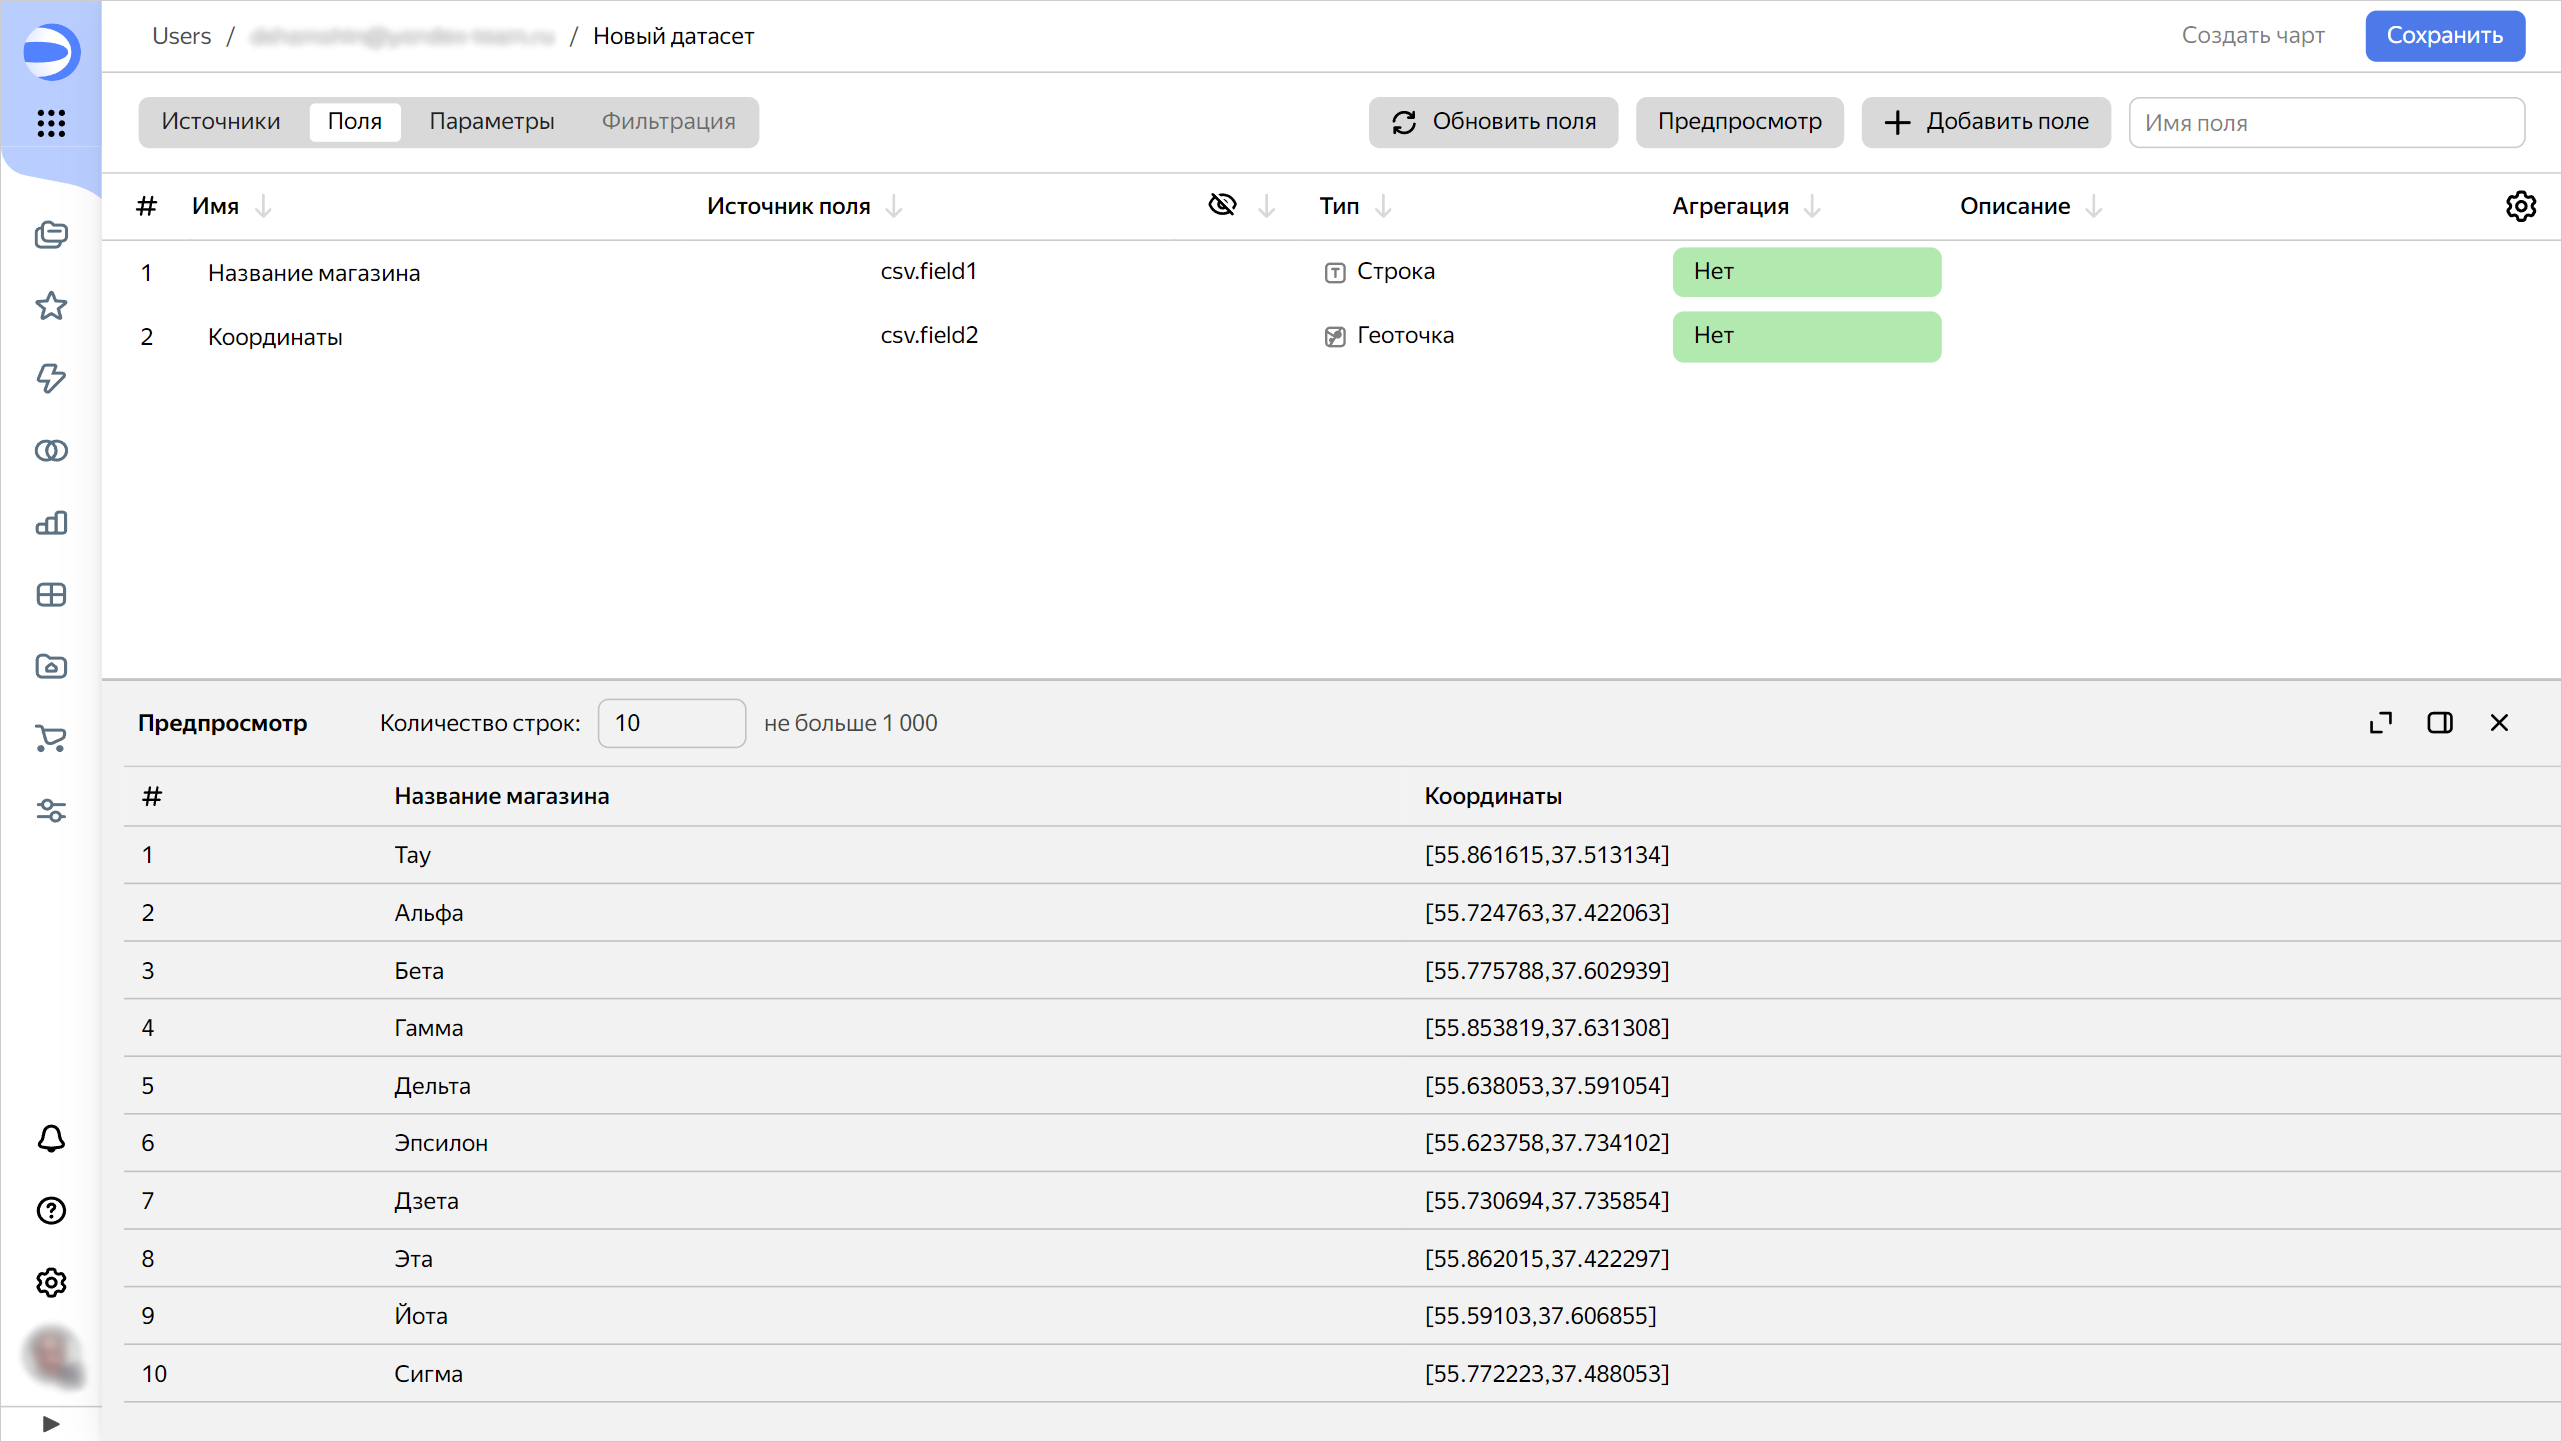 Users / / Новый датасет Создать чарт Сохранить
Источники Поля Параметры Фильтрация Обновить поля Предпросмотр Добавить поле Имя поля
# Имя Источник поля Тип Агрегация Описание
1 Название магазина csv.field1 Строка Нет
2 Координаты csv.field2 Геоточка Нет
Предпросмотр Количество строк: 10 не больше 1 000
# Название магазина Координаты
1 Тау [55.861615,37.513134]
2 Альфа [55.724763,37.422063]
3 Бета [55.775788,37.602939]
4 Гамма [55.853819,37.631308]
5 Дельта [55.638053,37.591054]
6 Эпсилон [55.623758,37.734102]
7 Дзета [55.730694,37.735854]
8 Эта [55.862015,37.422297]
9 Йота [55.59103,37.606855]
10 Сигма [55.772223,37.488053]